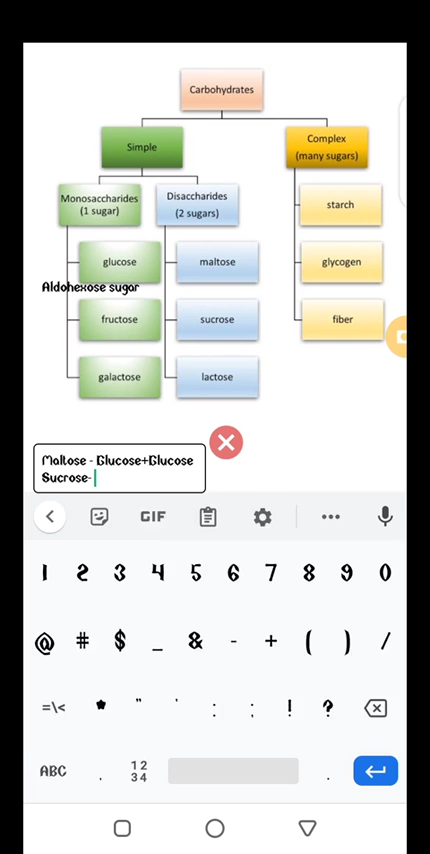 Carbohydrates
Simple
Complex
(many sugars)
Monosaccharides
(1 sugar)
Disaccharides
(2 sugars)
starch
glucose
maltose
glycogen
Aldohexose sugar
fructose
sucrose
fiber
galactose
lactose
Maltose - Glucose+Glucose
Sucrose-
GIF
1 2 3 4 5 6 7 8 9 0
@ # $ _ & - + ( ) /
=\< * " ' : ; ! ?
ABC , 12 .
34